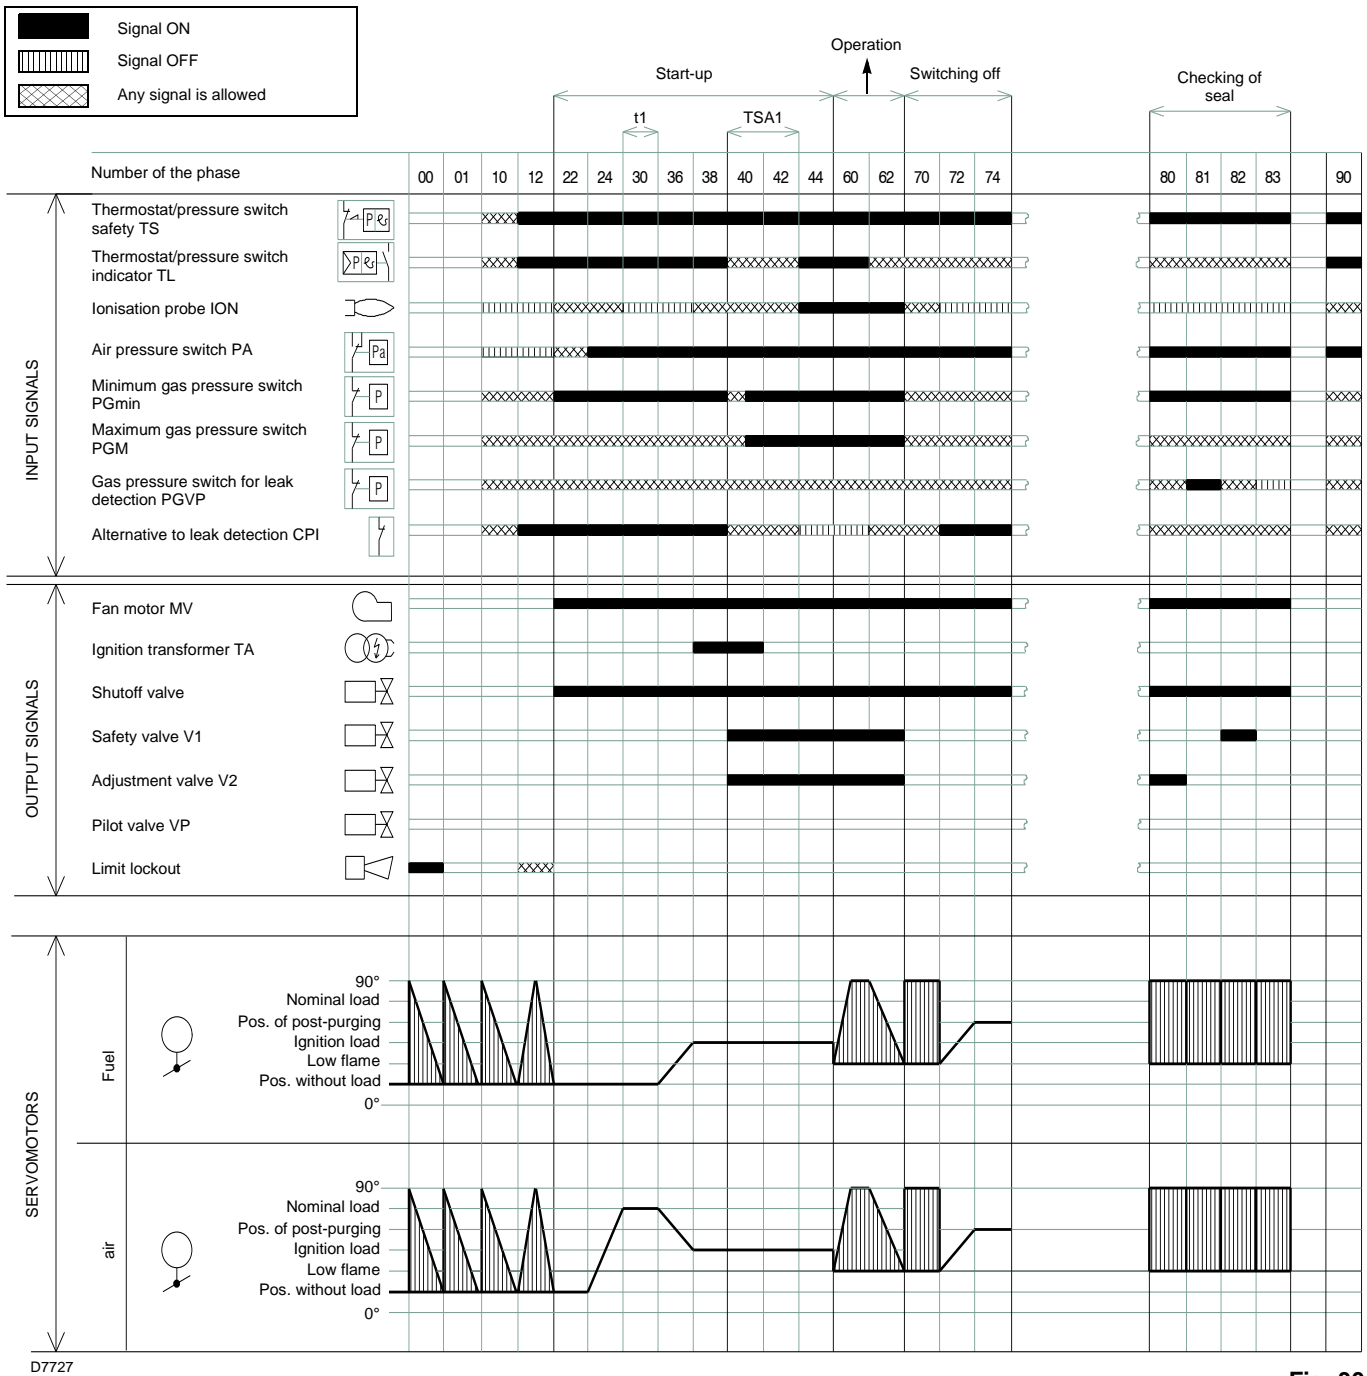 Signal ON
Signal OFF
Any signal is allowed
Operation
Start-up
Switching off
Checking of
seal
t1
TSA1
Number of the phase
00 01 10 12 22 24 30 36 38 40 42 44 60 62 70 72 74 80 81 82 83 90
INPUT SIGNALS
Thermostat/pressure switch
safety TS
P
Thermostat/pressure switch
indicator TL
P
Ionisation probe ION
Air pressure switch PA
Pa
Minimum gas pressure switch
PGmin
P
Maximum gas pressure switch
PGM
P
Gas pressure switch for leak
detection PGVP
P
Alternative to leak detection CPI
OUTPUT SIGNALS
Fan motor MV
Ignition transformer TA
Shutoff valve
Safety valve V1
Adjustment valve V2
Pilot valve VP
Limit lockout
SERVOMOTORS
Fuel
90°
Nominal load
Pos. of post-purging
Ignition load
Low flame
Pos. without load
0°
air
90°
Nominal load
Pos. of post-purging
Ignition load
Low flame
Pos. without load
0°
D7727